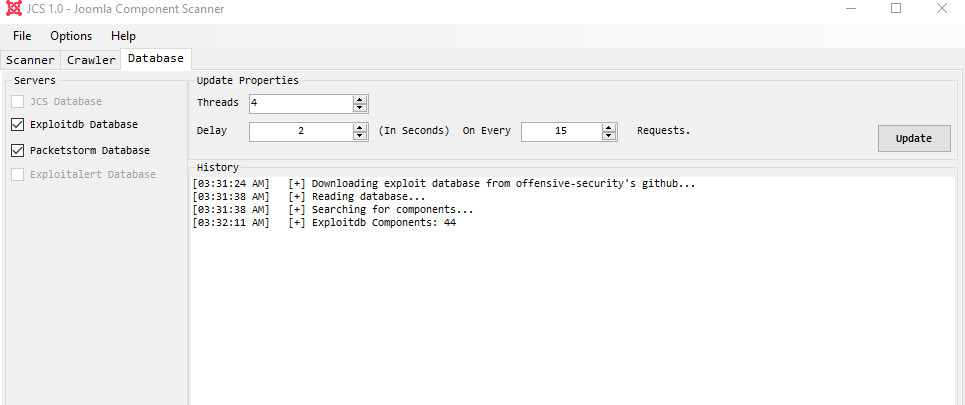 JCS 1.0 - Joomla Component Scanner
File Options Help
Scanner Crawler Database
Servers
JCS Database
Exploitdb Database
Packetstorm Database
Exploitalert Database
Update Properties
Threads 4
Delay 2 (In Seconds) On Every 15 Requests.
Update
History
[03:31:24 AM] [+] Downloading exploit database from offensive-security's github...
[03:31:38 AM] [+] Reading database...
[03:31:38 AM] [+] Searching for components...
[03:32:11 AM] [+] Exploitdb Components: 44